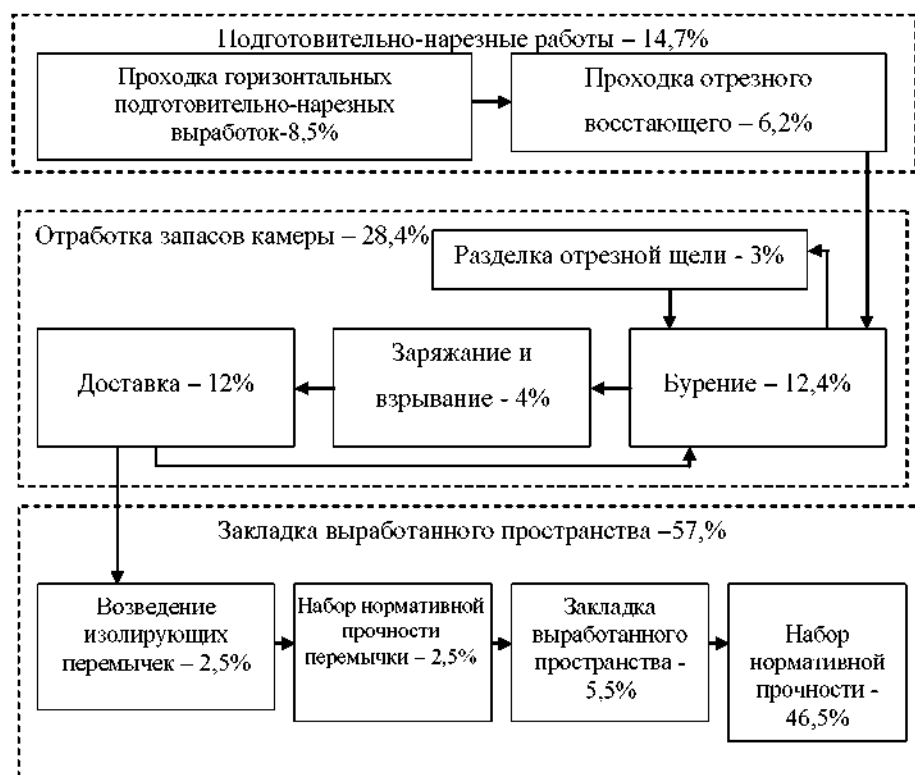 Подготовительно-нарезные работы – 14,7%
Проходка горизонтальных
подготовительно-нарезных
выработок-8,5%
Проходка отрезного
восстающего – 6,2%
Отработка запасов камеры – 28,4%
Разделка отрезной щели - 3%
Доставка – 12%
Заряжание и
взрывание - 4%
Бурение – 12,4%
Закладка выработанного пространства –57,%
Возведение
изолирующих
перемычек – 2,5%
Набор нормативной
прочности
перемычки – 2,5%
Закладка
выработанного
пространства -
5,5%
Набор
нормативной
прочности -
46,5%